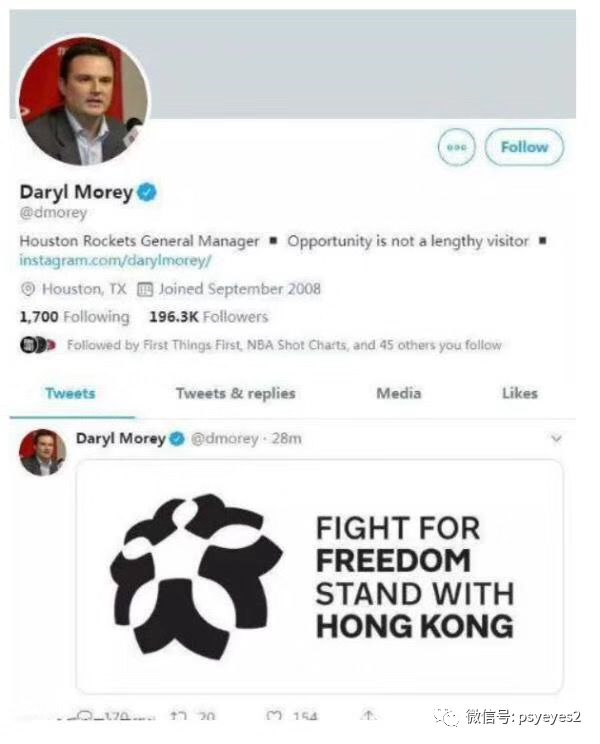 Follow
Daryl Morey
@dmorey
Houston Rockets General Manager ▪ Opportunity is not a lengthy visitor ▪
instagram.com/darylmorey/
Houston, TX Joined September 2008
1,700 Following 196.3K Followers
Followed by First Things First, NBA Shot Charts, and 45 others you follow
Tweets Tweets & replies Media Likes
Daryl Morey @dmorey · 28m
FIGHT FOR
FREEDOM
STAND WITH
HONG KONG
170 20 154
微信号: psyeyes2